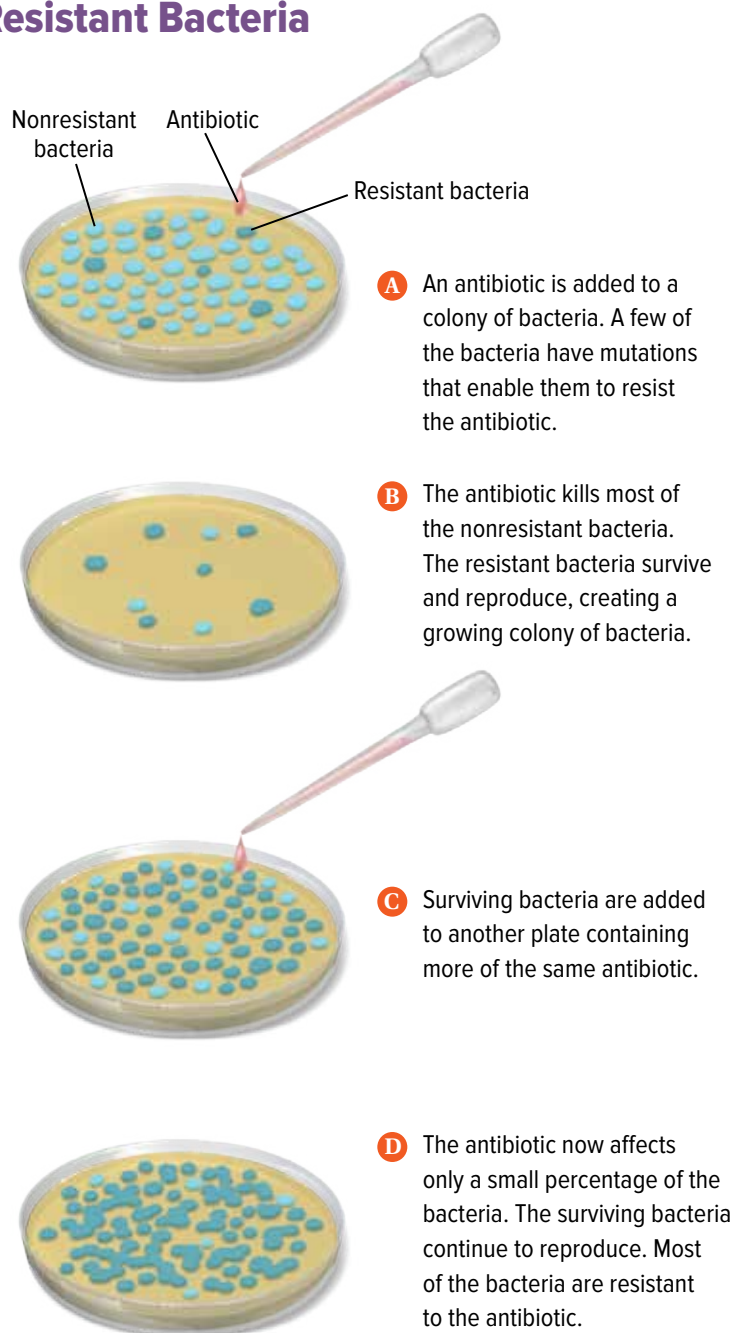 Resistant Bacteria
Nonresistant
bacteria
Antibiotic
Resistant bacteria
A An antibiotic is added to a
colony of bacteria. A few of
the bacteria have mutations
that enable them to resist
the antibiotic.
B The antibiotic kills most of
the nonresistant bacteria.
The resistant bacteria survive
and reproduce, creating a
growing colony of bacteria.
C Surviving bacteria are added
to another plate containing
more of the same antibiotic.
D The antibiotic now affects
only a small percentage of the
bacteria. The surviving bacteria
continue to reproduce. Most
of the bacteria are resistant
to the antibiotic.